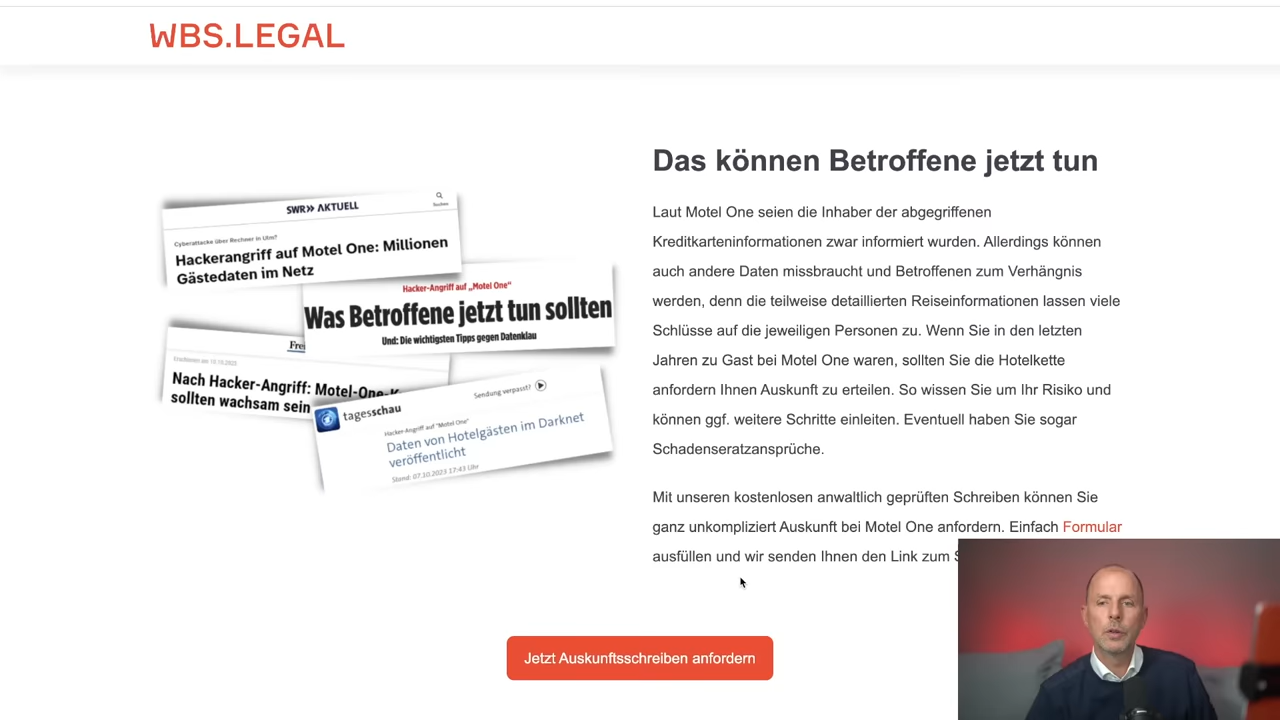 WBS.LEGAL
SWR» AKTUELL
Suchen
Cyberattacke über Rechner in Ulm?
Hackerangriff auf Motel One: Millionen
Gästedaten im Netz
Hacker-Angriff auf „Motel One“
Was Betroffene jetzt tun sollten
Und: Die wichtigsten Tipps gegen Datenklau
Nach Hacker-Angriff: Motel-One-K
sollten wachsam sein
tagesschau
Sendung verpasst?
Hacker-Angriff auf "Motel One"
Daten von Hotelgästen im Darknet
veröffentlicht
Stand: 07.10.2023 17:43 Uhr
Das können Betroffene jetzt tun
Laut Motel One seien die Inhaber der abgegriffenen
Kreditkarteninformationen zwar informiert wurden. Allerdings können
auch andere Daten missbraucht und Betroffenen zum Verhängnis
werden, denn die teilweise detaillierten Reiseinformationen lassen viele
Schlüsse auf die jeweiligen Personen zu. Wenn Sie in den letzten
Jahren zu Gast bei Motel One waren, sollten Sie die Hotelkette
anfordern Ihnen Auskunft zu erteilen. So wissen Sie um Ihr Risiko und
können ggf. weitere Schritte einleiten. Eventuell haben Sie sogar
Schadenseratzansprüche.
Mit unseren kostenlosen anwaltlich geprüften Schreiben können Sie
ganz unkompliziert Auskunft bei Motel One anfordern. Einfach Formular
ausfüllen und wir senden Ihnen den Link zum
Jetzt Auskunftsschreiben anfordern